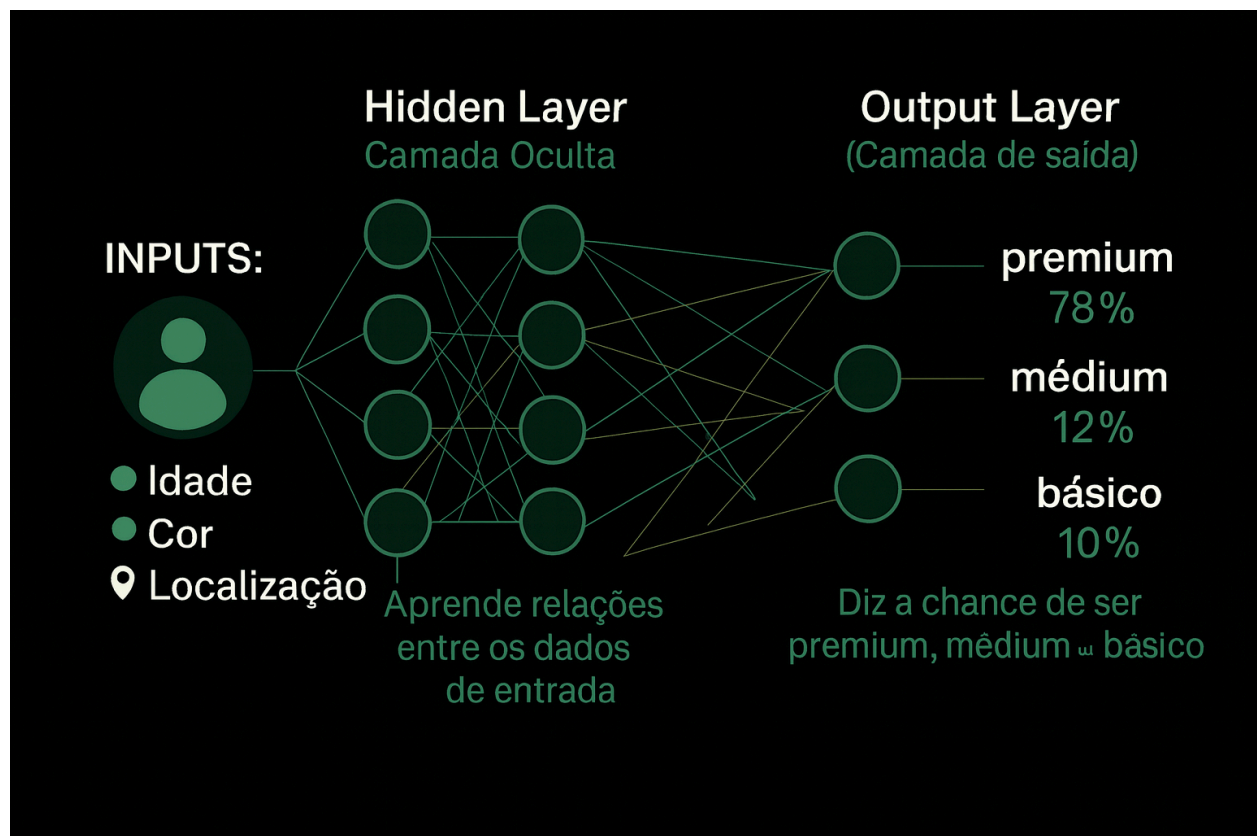 Hidden Layer
Camada Oculta
Output Layer
(Camada de saída)
INPUTS:
Idade
Cor
Localização
Aprende relações
entre os dados
de entrada
premium
78%
médium
12%
básico
10%
Diz a chance de ser
premium, mêdium básico